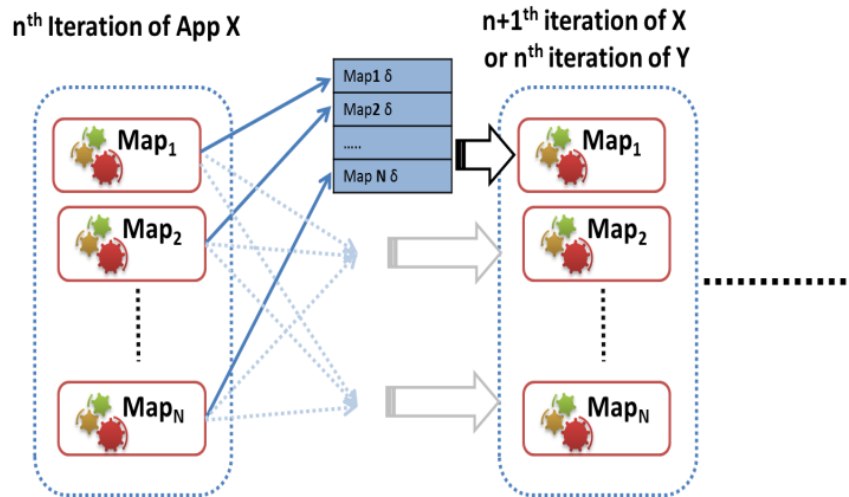 nth Iteration of App X
n+1th iteration of X
or nth iteration of Y
Map1 δ
Map2 δ
.....
Map N δ
Map1
Map2
MapN
Map1
Map2
MapN